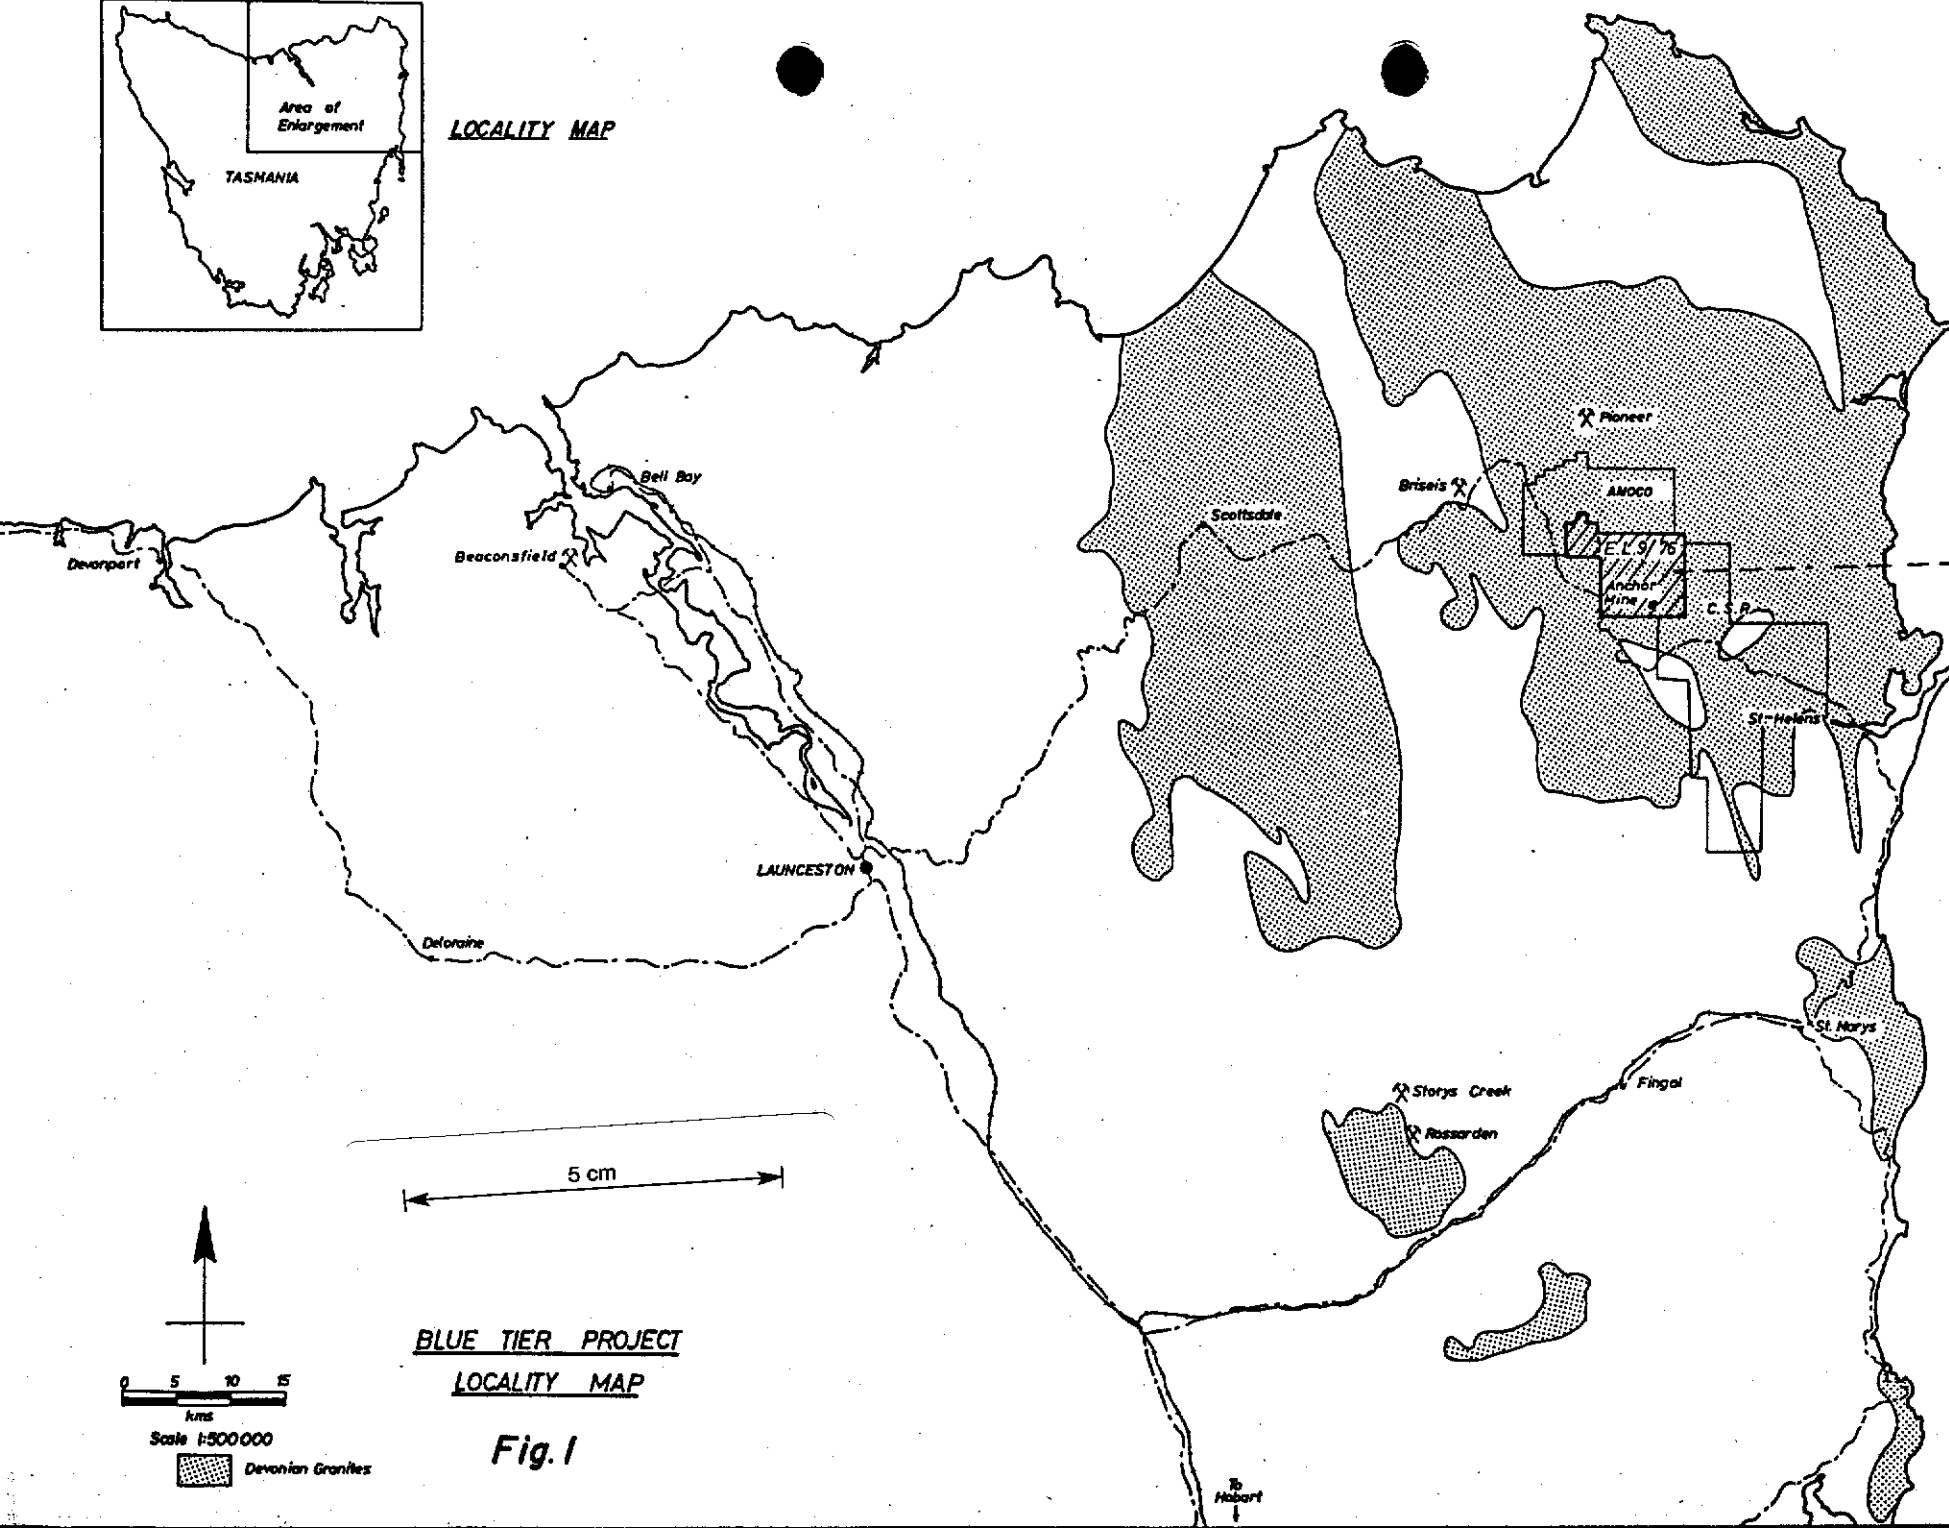 Area of
Enlargement
TASMANIA
LOCALITY MAP
Pioneer
Briseis
AMOCO
Bell Bay
Scottsdale
Beaconsfield
Devonport
E.L. 9/76
Anchor
Mine
C.S.R.
St-Helens
LAUNCESTON
Deloraine
St. Marys
Fingal
Storys Creek
Rossarden
5 cm
BLUE TIER PROJECT
LOCALITY MAP
Fig. 1
0 5 10 15
kms
Scale 1:500000
Devonian Granites
To
Hobart